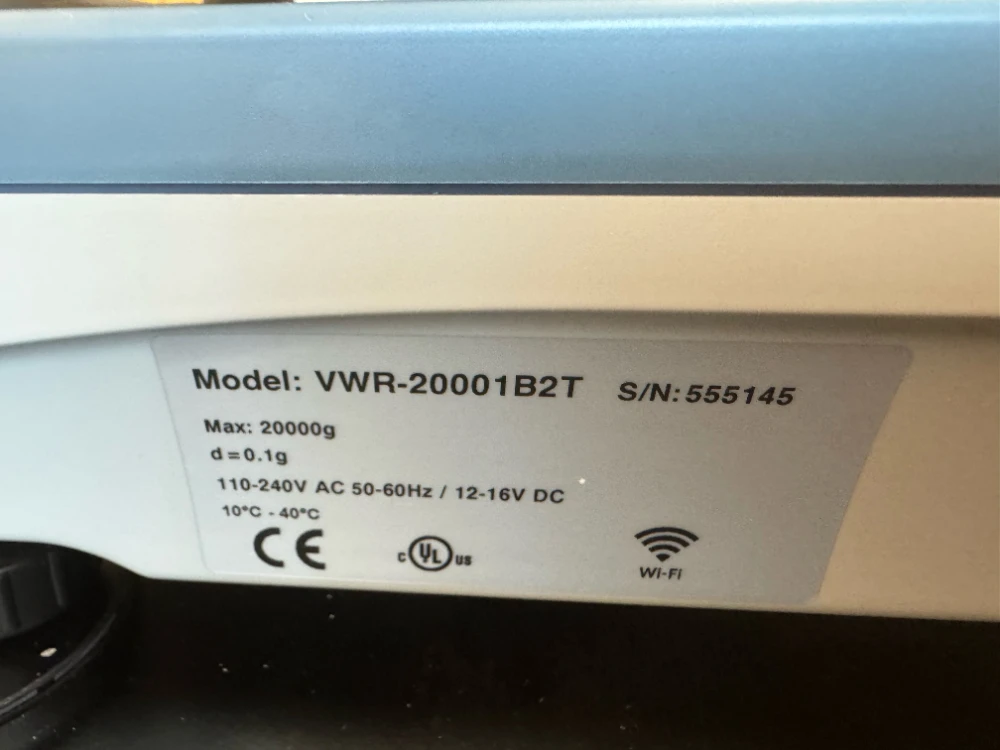 Model: VWR-20001B2T S/N: 555145
Max: 20000g
d=0.1g
110-240V AC 50-60Hz / 12-16V DC
10°C - 40°C
CE c UL us Wi-Fi